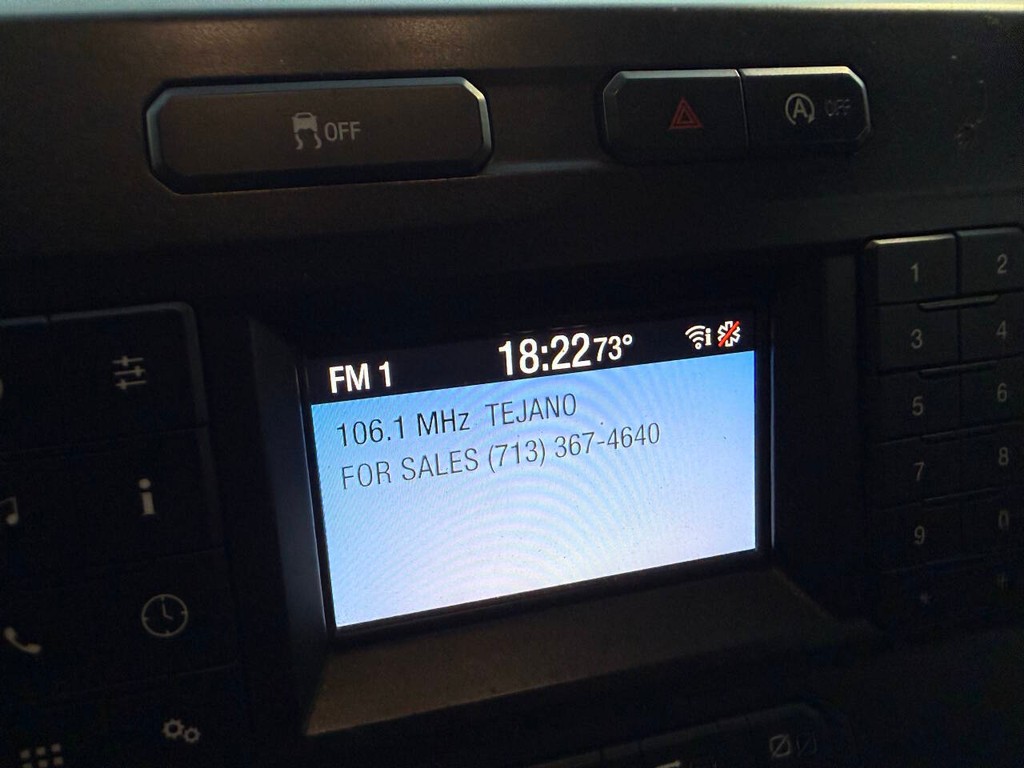 OFF
A OFF
FM 1 18:22 73°
106.1 MHz TEJANO
FOR SALES (713) 367-4640
1 2
3 4
5 6
7 8
9 0
*
i